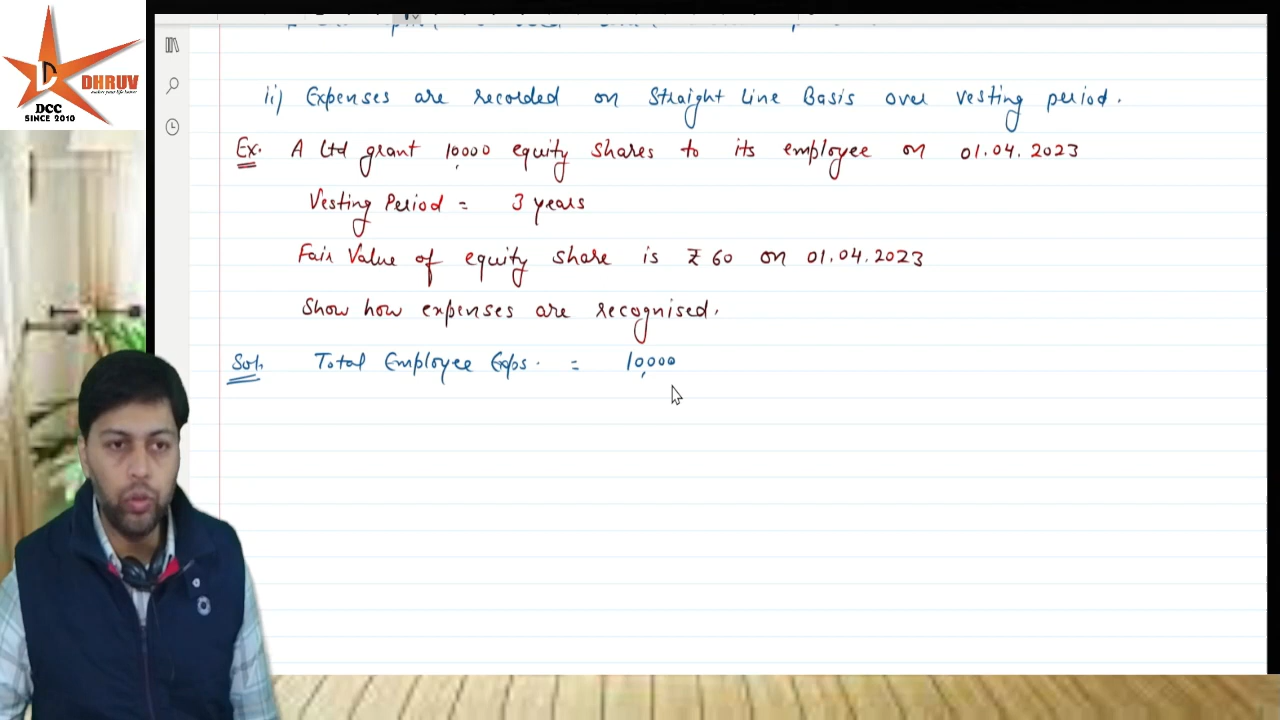 DHRUV
DCC
SINCE 2010
ii) Expenses are recorded on Straight Line Basis over vesting period.
Ex. A Ltd grant 10,000 equity shares to its employee on 01.04.2023
Vesting Period = 3 years
Fair Value of equity share is ₹ 60 on 01.04.2023
Show how expenses are recognised.
Sol. Total Employee Exps. = 10,000